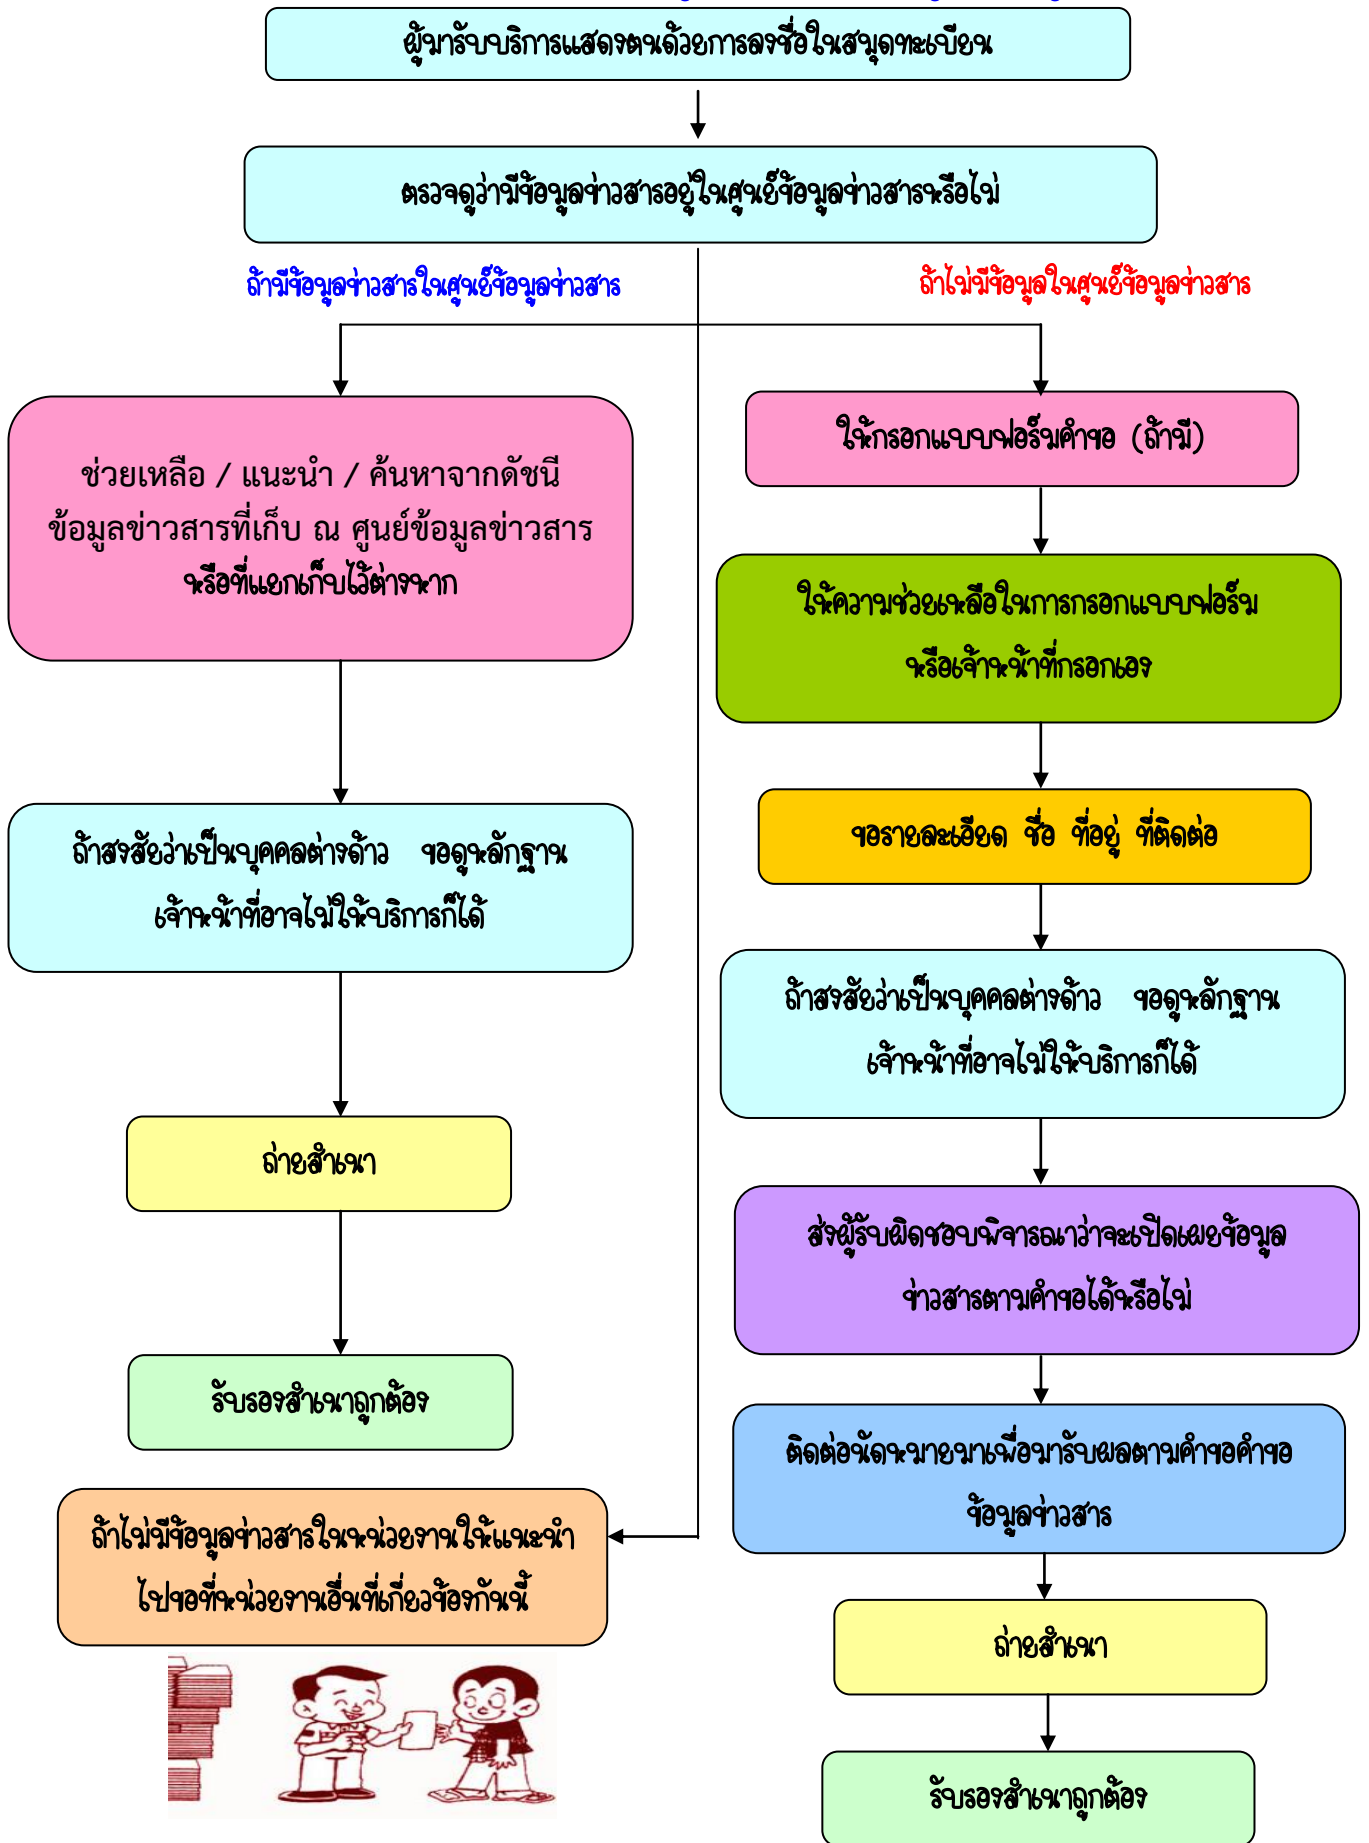 ผู้มารับบริการแสดงตนด้วยการลงชื่อในสมุดทะเบียน
ตรวจดูว่ามีข้อมูลข่าวสารอยู่ในศูนย์ข้อมูลข่าวสารหรือไม่
ถ้ามีข้อมูลข่าวสารในศูนย์ข้อมูลข่าวสาร
ถ้าไม่มีข้อมูลในศูนย์ข้อมูลข่าวสาร
ช่วยเหลือ / แนะนำ / ค้นหาจากดัชนี
ข้อมูลข่าวสารที่เก็บ ณ ศูนย์ข้อมูลข่าวสาร
หรือที่แยกเก็บไว้ต่างหาก
ถ้าสงสัยว่าเป็นบุคคลต่างด้าว ขอดูหลักฐาน
เจ้าหน้าที่อาจไม่ให้บริการก็ได้
ถ่ายสำเนา
รับรองสำเนาถูกต้อง
ถ้าไม่มีข้อมูลข่าวสารในหน่วยงานให้แนะนำ
ไปขอที่หน่วยงานอื่นที่เกี่ยวข้องกันนี้
ให้กรอกแบบฟอร์มคำขอ (ถ้ามี)
ให้ความช่วยเหลือในการกรอกแบบฟอร์ม
หรือเจ้าหน้าที่กรอกเอง
ขอรายละเอียด ชื่อ ที่อยู่ ที่ติดต่อ
ถ้าสงสัยว่าเป็นบุคคลต่างด้าว ขอดูหลักฐาน
เจ้าหน้าที่อาจไม่ให้บริการก็ได้
ส่งผู้รับผิดชอบพิจารณาว่าจะเปิดเผยข้อมูล
ข่าวสารตามคำขอได้หรือไม่
ติดต่อนัดหมายมาเพื่อมารับผลตามคำขอคำขอ
ข้อมูลข่าวสาร
ถ่ายสำเนา
รับรองสำเนาถูกต้อง